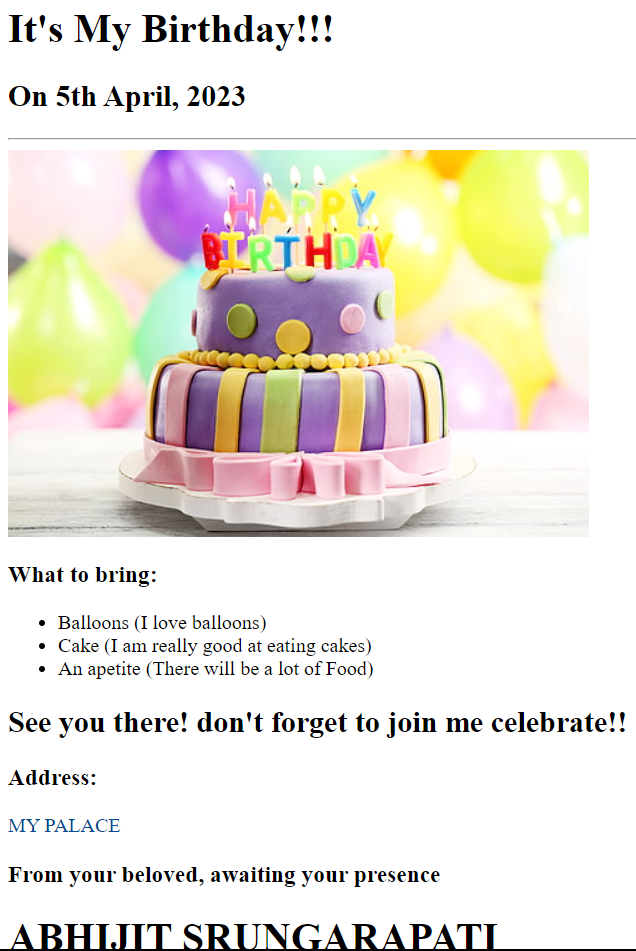 It's My Birthday!!!
On 5th April, 2023
HAPPY
BIRTHDAY
What to bring:
Balloons (I love balloons)
Cake (I am really good at eating cakes)
An apetite (There will be a lot of Food)
See you there! don't forget to join me celebrate!!
Address:
MY PALACE
From your beloved, awaiting your presence
ABHIJIT SRUNGARAPATI